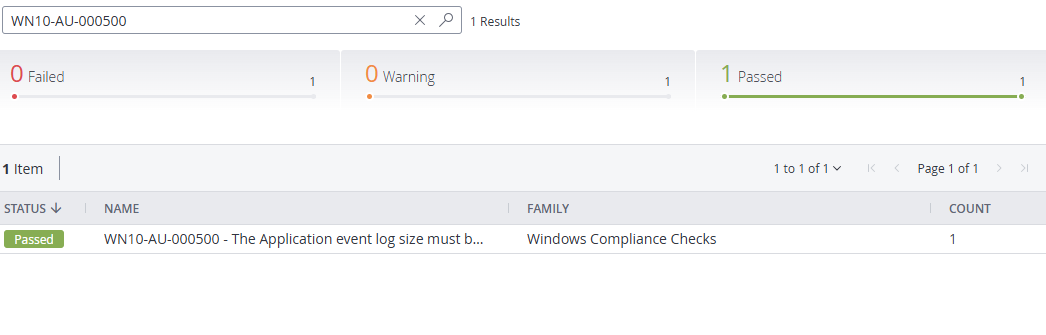 WN10-AU-000500
1 Results
0 Failed 1
0 Warning 1
1 Passed 1
1 Item
1 to 1 of 1
Page 1 of 1
STATUS NAME FAMILY COUNT
Passed WN10-AU-000500 - The Application event log size must b... Windows Compliance Checks 1